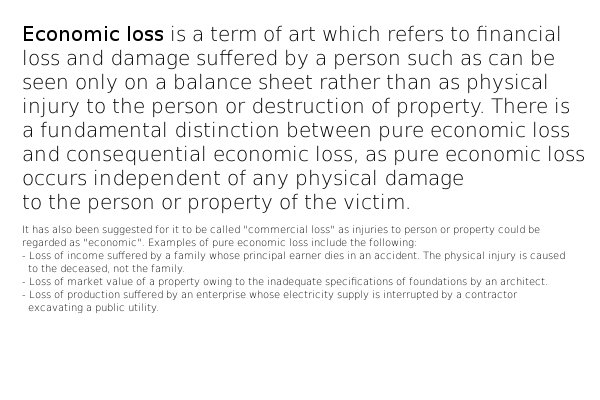 Economic loss is a term of art which refers to financial
loss and damage suffered by a person such as can be
seen only on a balance sheet rather than as physical
injury to the person or destruction of property. There is
a fundamental distinction between pure economic loss
and consequential economic loss, as pure economic loss
occurs independent of any physical damage
to the person or property of the victim.
It has also been suggested for it to be called "commercial loss" as injuries to person or property could be
regarded as "economic". Examples of pure economic loss include the following:
- Loss of income suffered by a family whose principal earner dies in an accident. The physical injury is caused
to the deceased, not the family.
- Loss of market value of a property owing to the inadequate specifications of foundations by an architect.
- Loss of production suffered by an enterprise whose electricity supply is interrupted by a contractor
excavating a public utility.